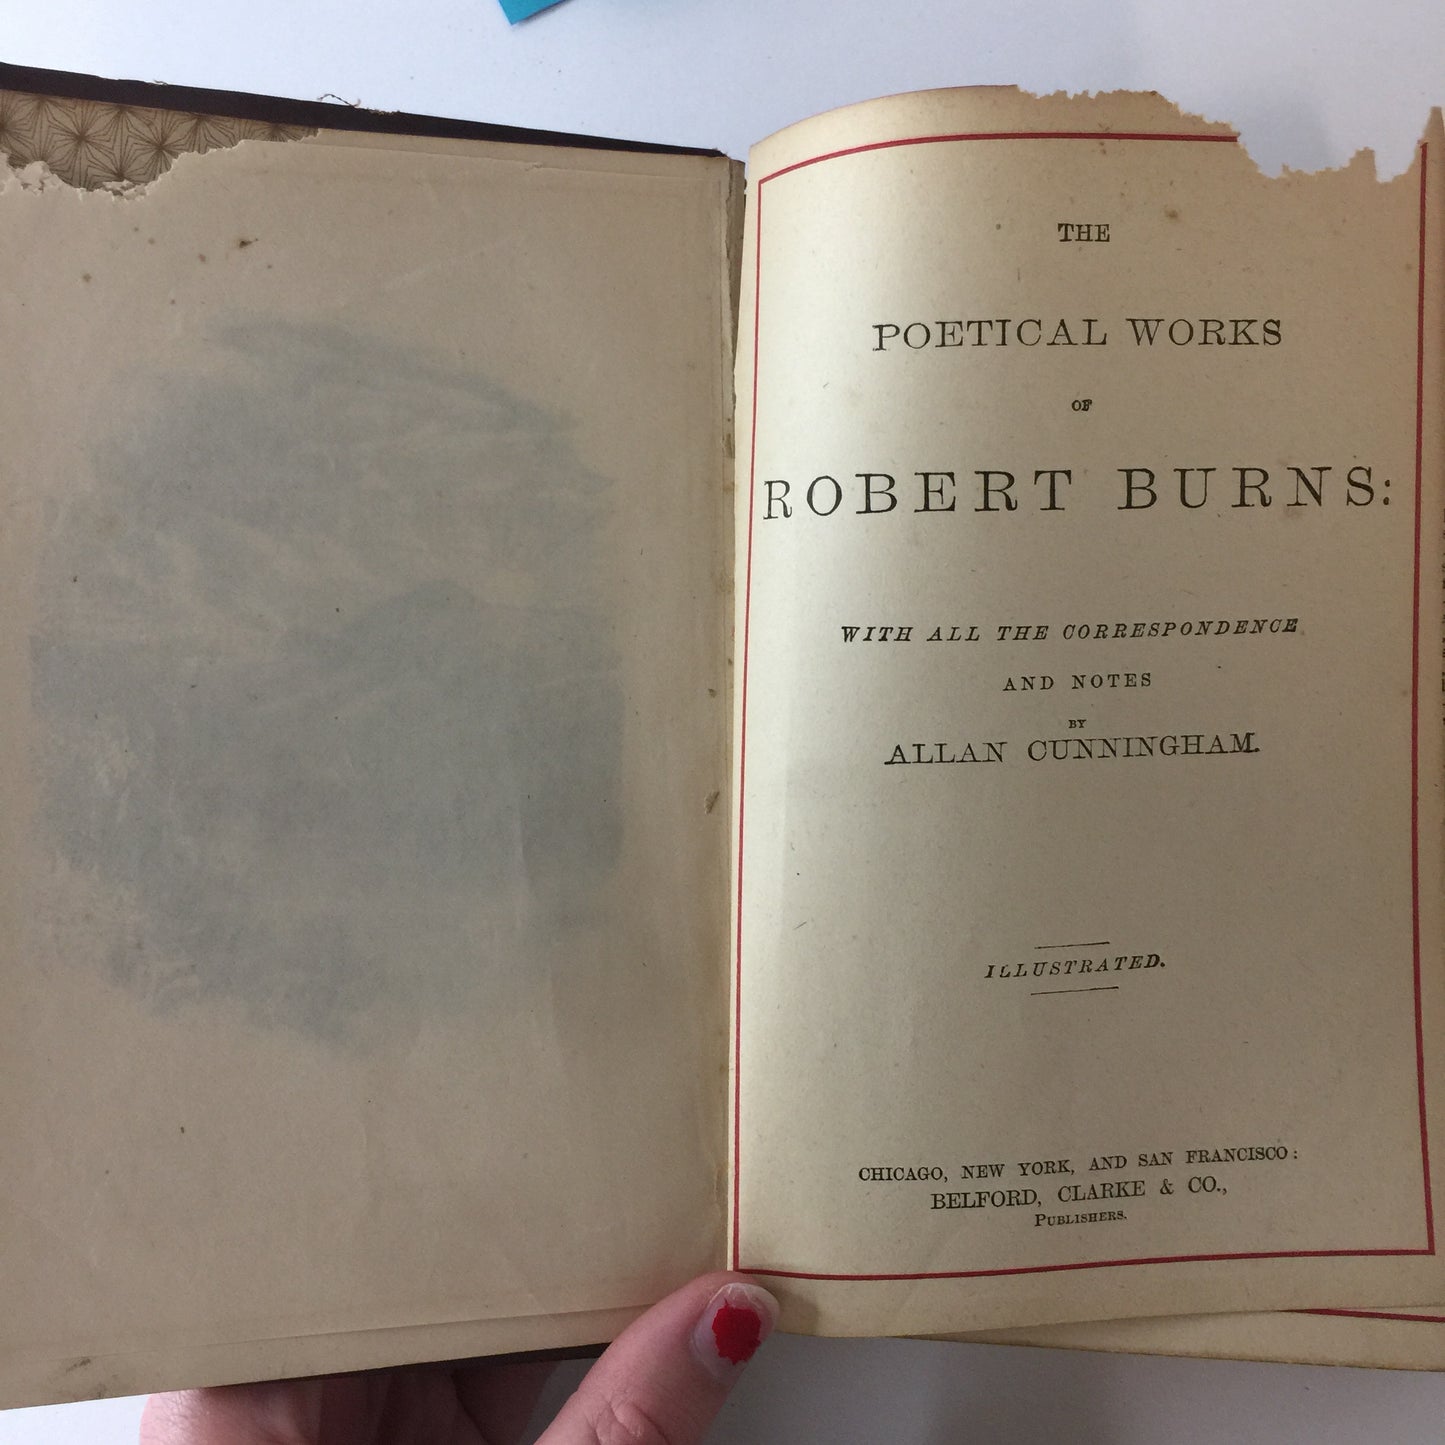 THE
POETICAL WORKS
OF
ROBERT BURNS:
WITH ALL THE CORRESPONDENCE
AND NOTES
BY
ALLAN CUNNINGHAM.
ILLUSTRATED.
CHICAGO, NEW YORK, AND SAN FRANCISCO:
BELFORD, CLARKE & CO.,
PUBLISHERS.